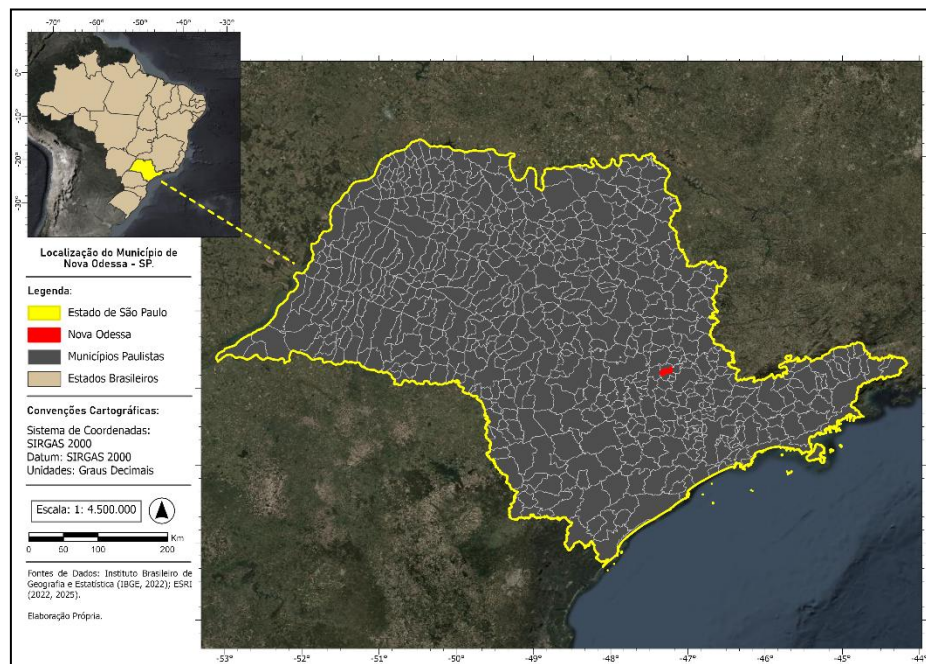 -70° -60° -50° -40° -30°
0°
-10°
-20°
-30°
Localização do Município de
Nova Odessa - SP.
Legenda:
Estado de São Paulo
Nova Odessa
Municípios Paulistas
Estados Brasileiros
Convenções Cartográficas:
Sistema de Coordenadas:
SIRGAS 2000
Datum: SIRGAS 2000
Unidades: Graus Decimais
Escala: 1: 4.500.000
Km
0 50 100 200
Fontes de Dados: Instituto Brasileiro de
Geografia e Estatística (IBGE, 2022); ESRI
(2022, 2025).
Elaboração Própria.
-53° -52° -51° -50° -49° -48° -47° -46° -45° -44°